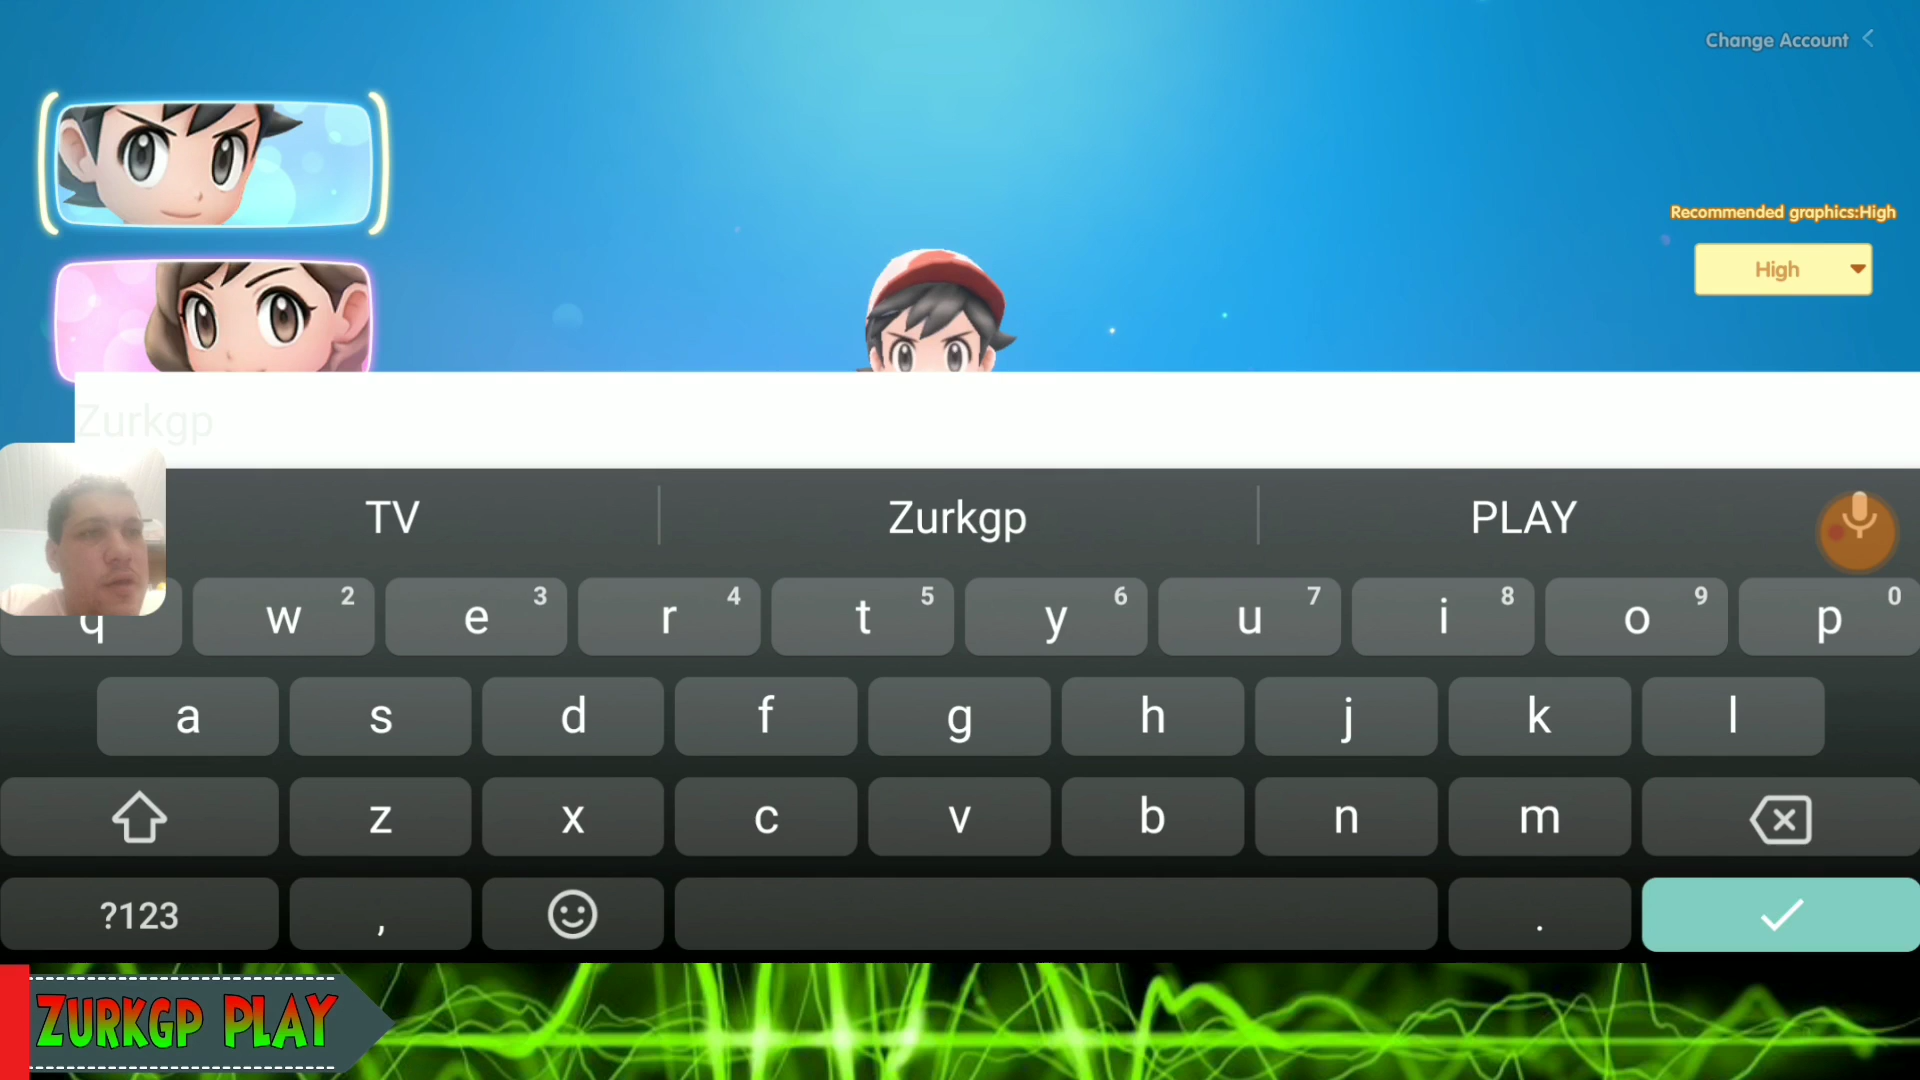 Change Account <
Recommended graphics:High
High
Zurkgp
TV Zurkgp PLAY
q w 2 e 3 r 4 t 5 y 6 u 7 i 8 o 9 p 0
a s d f g h j k l
z x c v b n m
?123 , .
ZURKGP PLAY